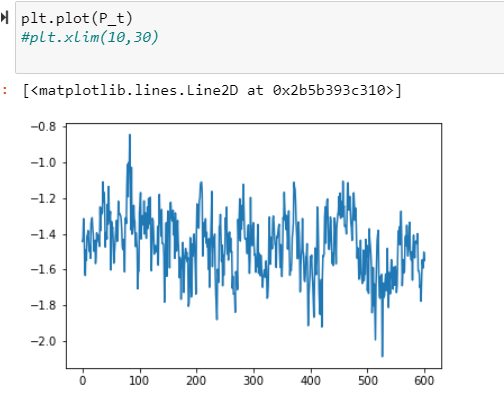 plt.plot(P_t)
#plt.xlim(10,30)
: [<matplotlib.lines.Line2D at 0x2b5b393c310>]
−0.8
−1.0
−1.2
−1.4
−1.6
−1.8
−2.0
0 100 200 300 400 500 600